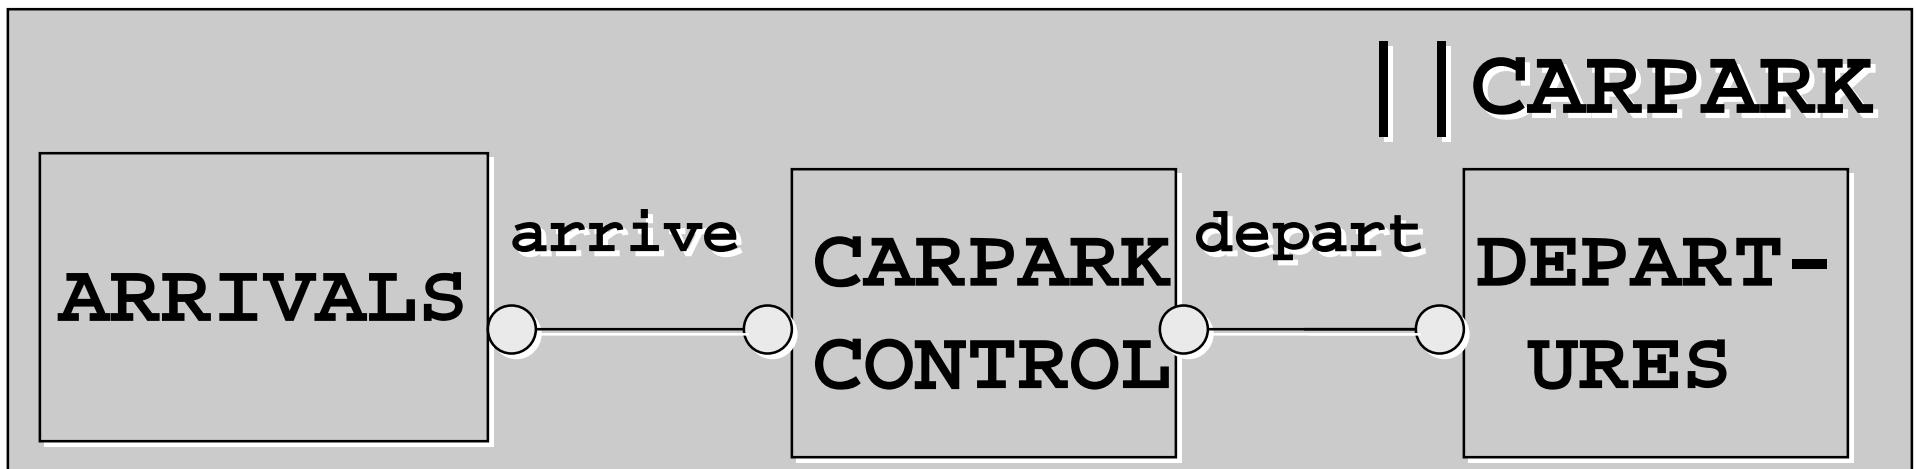 ||CARPARK
ARRIVALS
arrive
CARPARK
CONTROL
depart
DEPART-
URES